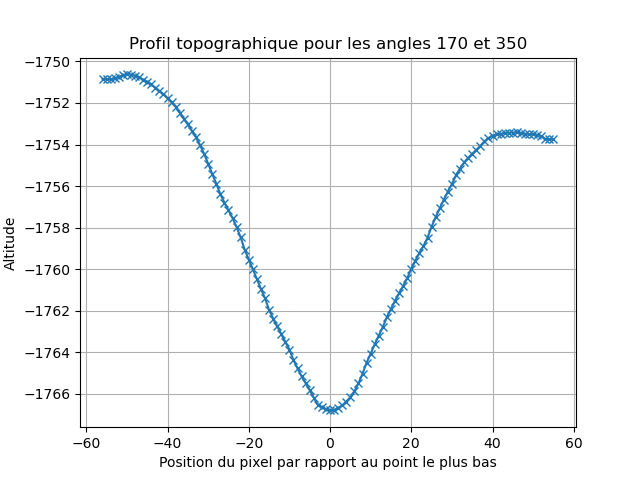 Profil topographique pour les angles 170 et 350
−1750
−1752
−1754
−1756
−1758
−1760
−1762
−1764
−1766
Altitude
−60 −40 −20 0 20 40 60
Position du pixel par rapport au point le plus bas